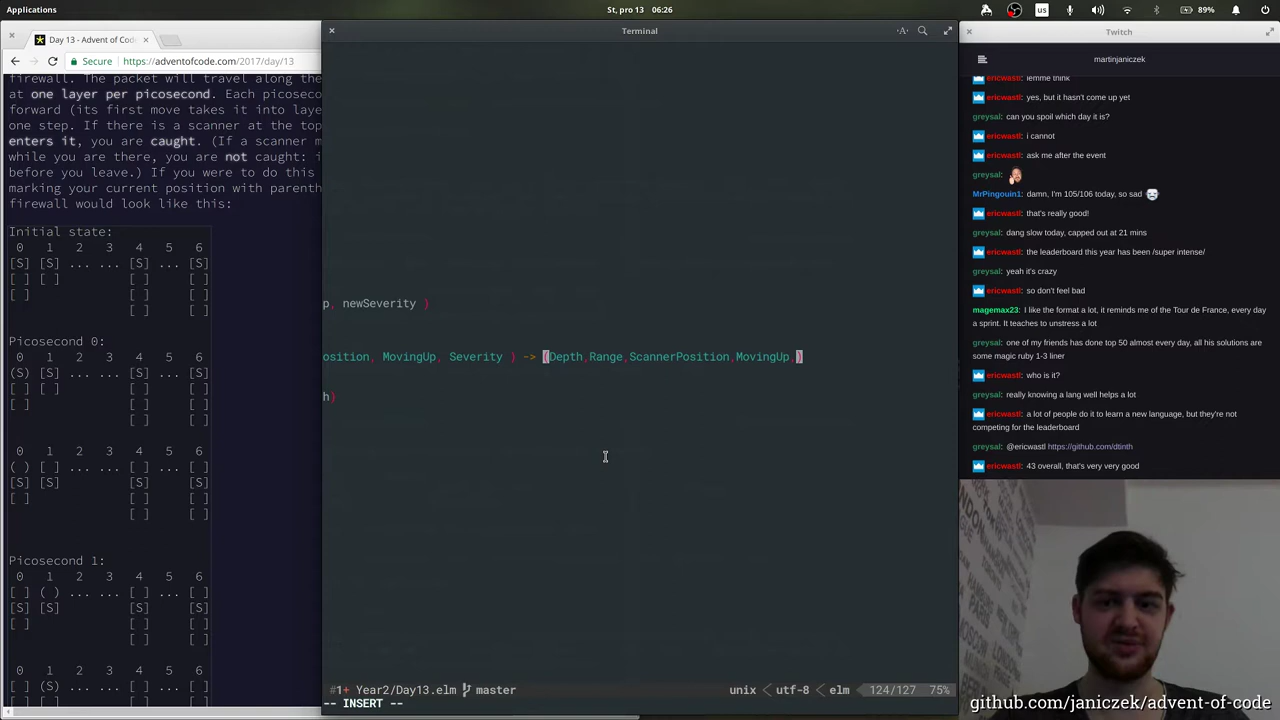 Applications
St, pro 13 06:26
us
89%
Day 13 - Advent of Cod
Secure
https://adventofcode.com/2017/day/13
firewall. The packet will travel along the
at one layer per picosecond. Each picosec
forward (its first move takes it into laye
one step. If there is a scanner at the top
enters it, you are caught. (If a scanner m
while you are there, you are not caught: i
before you leave.) If you were to do this
marking your current position with parenth
firewall would look like this:
Initial state:
0 1 2 3 4 5 6
[S] [S] ... ... [S] ... [S]
[ ] [ ] [ ] [ ]
[ ] [ ] [ ]
[ ] [ ]
Picosecond 0:
0 1 2 3 4 5 6
(S) [S] ... ... [S] ... [S]
[ ] [ ] [ ] [ ]
[ ] [ ] [ ]
[ ] [ ]
0 1 2 3 4 5 6
( ) [ ] ... ... [ ] ... [ ]
[S] [S] [S] [S]
[ ] [ ] [ ]
[ ] [ ]
Picosecond 1:
0 1 2 3 4 5 6
[ ] ( ) ... ... [ ] ... [ ]
[S] [S] [S] [S]
[ ] [ ] [ ]
[ ] [ ]
0 1 2 3 4 5 6
[ ] (S) ... ... [ ] ... [ ]
[ ] [ ] [ ] [ ]
Terminal
A
p, newSeverity )
osition, MovingUp, Severity ) -> (Depth,Range,ScannerPosition,MovingUp,)
h)
#1+ Year2/Day13.elm master
unix < utf-8 < elm
124/127 75%
-- INSERT --
Twitch
martinjaniczek
ericwastl: lemme think
ericwastl: yes, but it hasn't come up yet
greysal: can you spoil which day it is?
ericwastl: i cannot
ericwastl: ask me after the event
greysal:
MrPingouin1: damn, I'm 105/106 today, so sad
ericwastl: that's really good!
greysal: dang slow today, capped out at 21 mins
ericwastl: the leaderboard this year has been /super intense/
greysal: yeah it's crazy
ericwastl: so don't feel bad
magemax23: I like the format a lot, it reminds me of the Tour de France, every day
a sprint. It teaches to unstress a lot
greysal: one of my friends has done top 50 almost every day, all his solutions are
some magic ruby 1-3 liner
ericwastl: who is it?
greysal: really knowing a lang well helps a lot
ericwastl: a lot of people do it to learn a new language, but they're not
competing for the leaderboard
greysal: @ericwastl https://github.com/dtinth
ericwastl: 43 overall, that's very very good
github.com/janiczek/advent-of-code